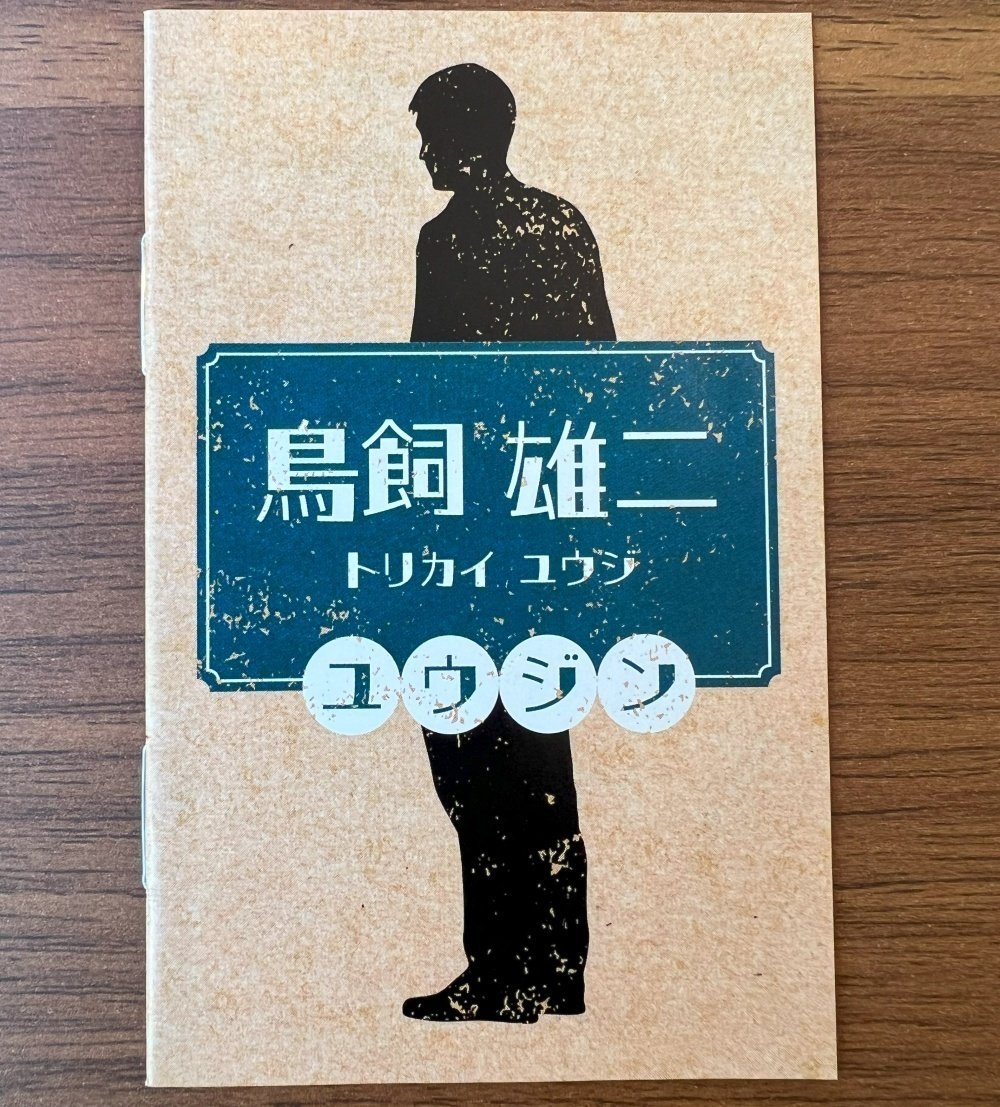 鳥飼 雄二
トリカイ ユウジ
ユウジン